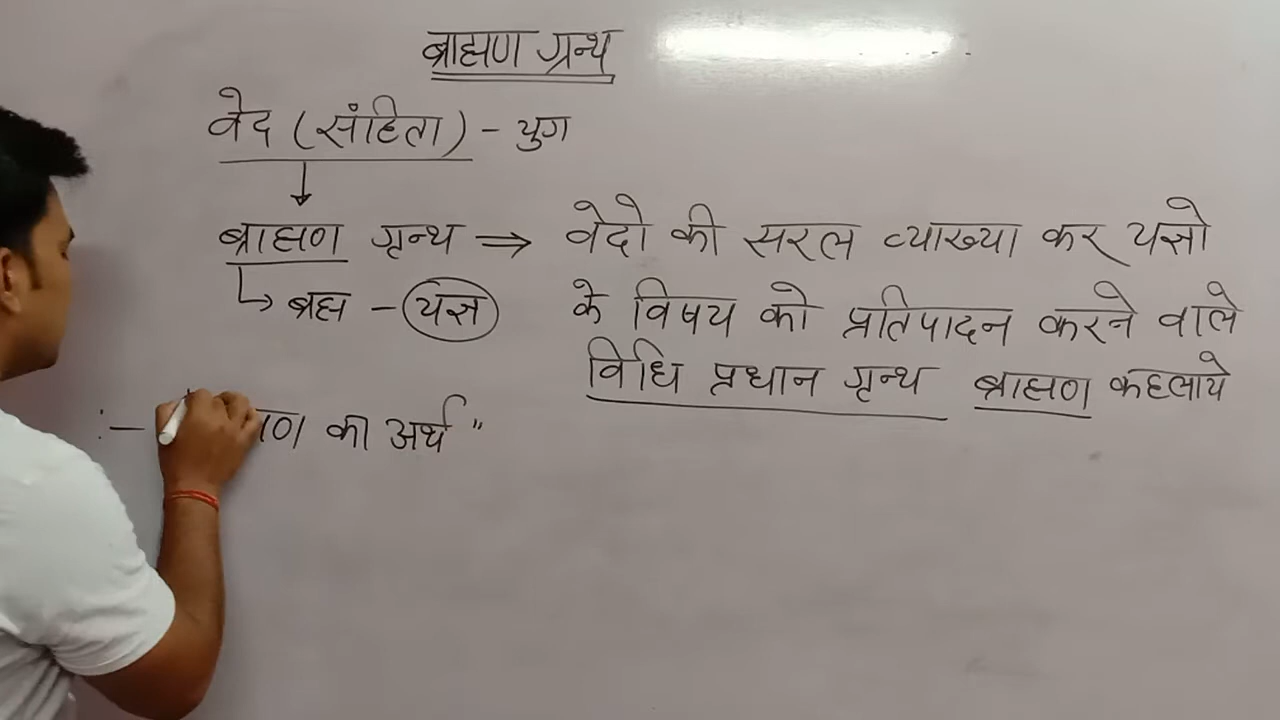 ब्राह्मण ग्रन्थ
वेद (संहिता) - युग
ब्राह्मण ग्रन्थ ⇒ वेदो की सरल व्याख्या कर यज्ञो
↳ ब्रह्म - यज्ञ
के विषय को प्रतिपादन करने वाले
विधि प्रधान ग्रन्थ ब्राह्मण कहलाये
:- का अर्थ "